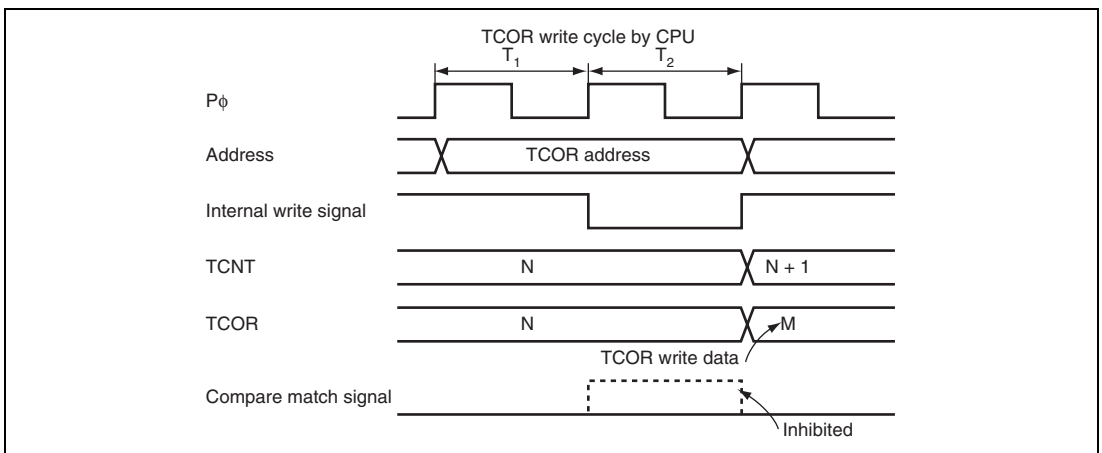 TCOR write cycle by CPU
T1 T2
Pϕ
Address TCOR address
Internal write signal
TCNT N N + 1
TCOR N M
TCOR write data
Compare match signal
Inhibited